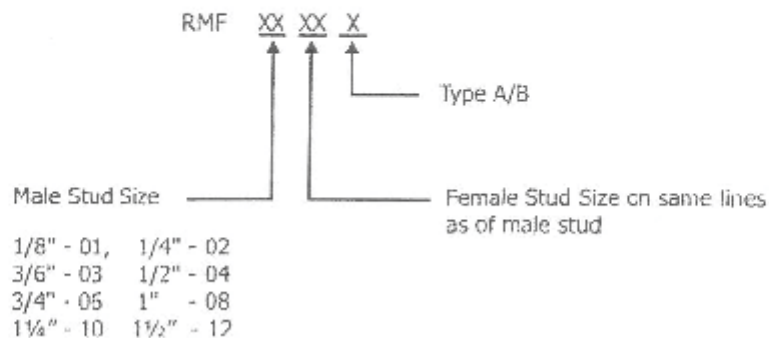 RMF XX XX X
Type A/B
Male Stud Size
Female Stud Size on same lines
as of male stud
1/8" - 01, 1/4" - 02
3/6" - 03 1/2" - 04
3/4" - 06 1" - 08
1¼" - 10 1½" - 12